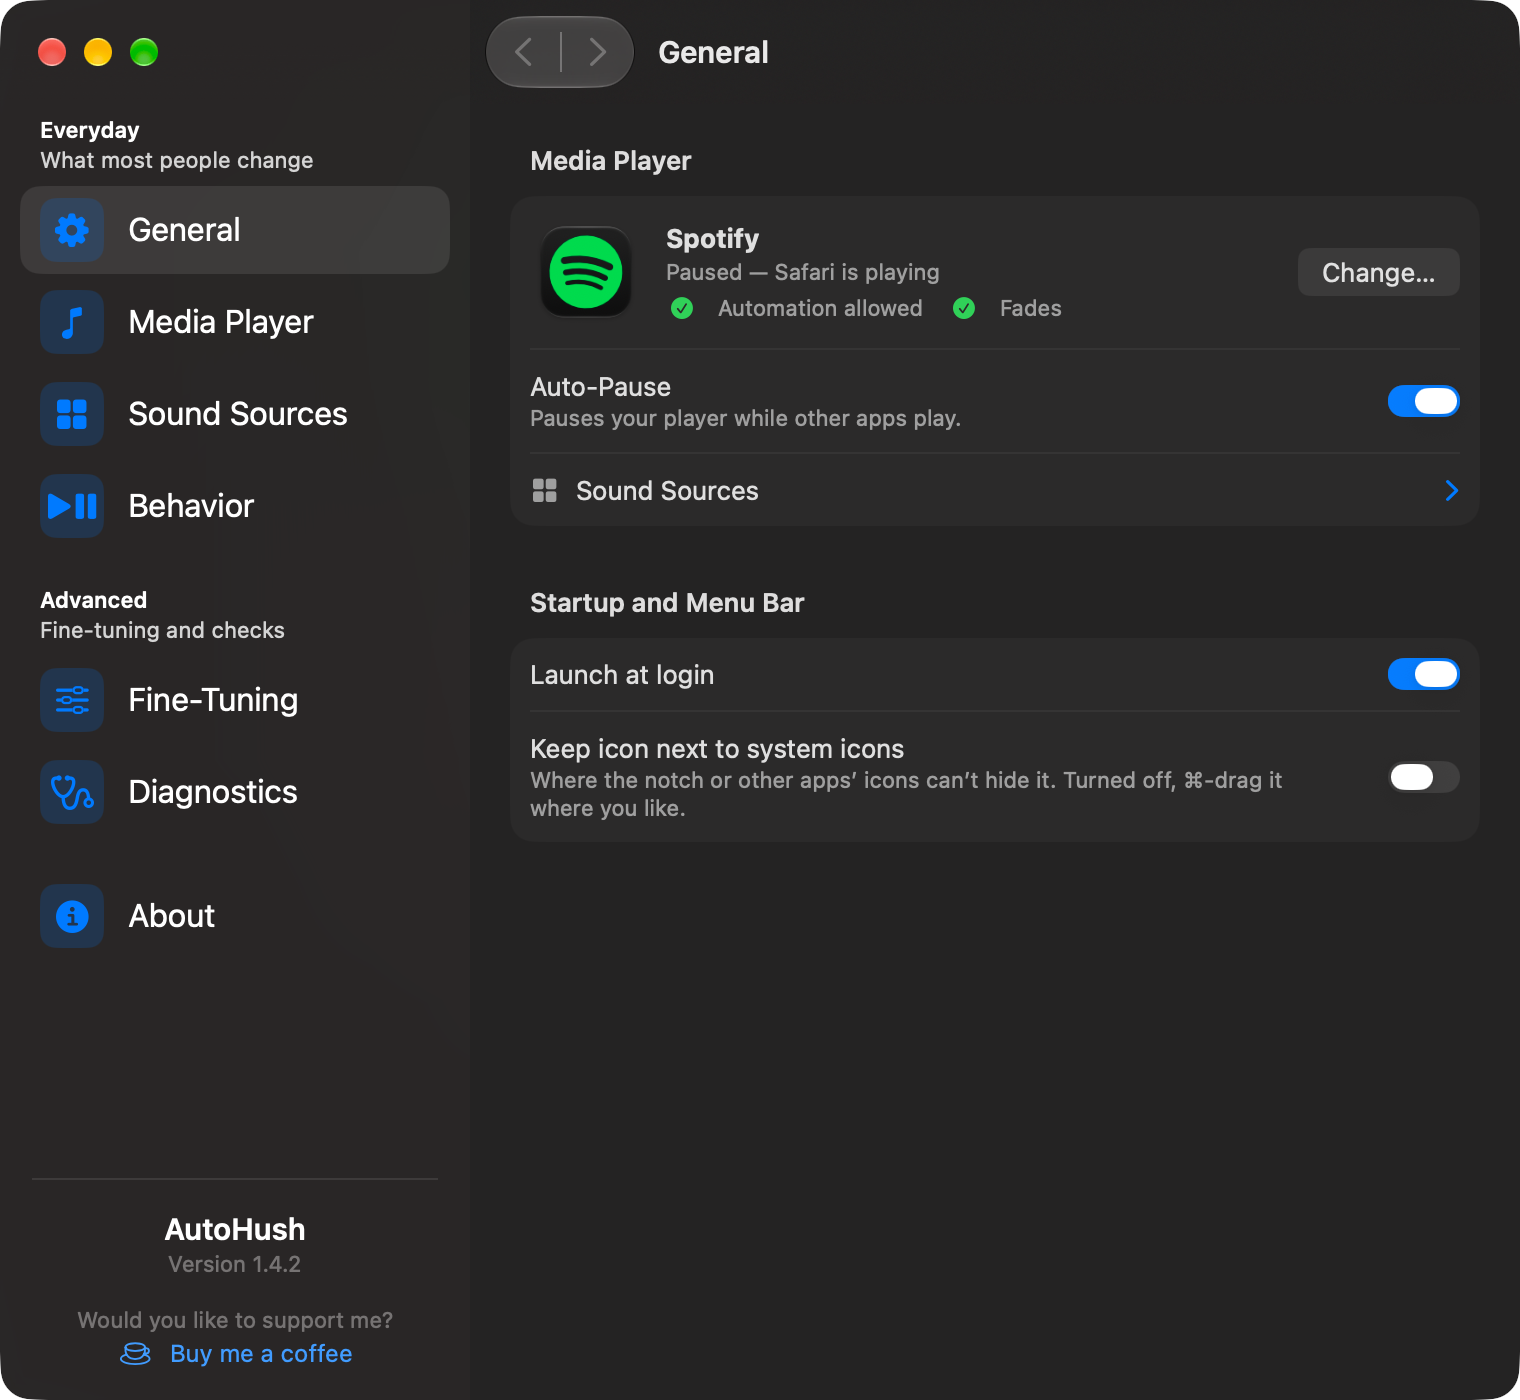 General
Everyday
What most people change
General
Media Player
Sound Sources
Behavior
Advanced
Fine-tuning and checks
Fine-Tuning
Diagnostics
About
AutoHush
Version 1.4.2
Would you like to support me?
Buy me a coffee
Media Player
Spotify
Paused — Safari is playing
Automation allowed Fades
Change...
Auto-Pause
Pauses your player while other apps play.
Sound Sources
Startup and Menu Bar
Launch at login
Keep icon next to system icons
Where the notch or other apps’ icons can’t hide it. Turned off, ⌘-drag it
where you like.